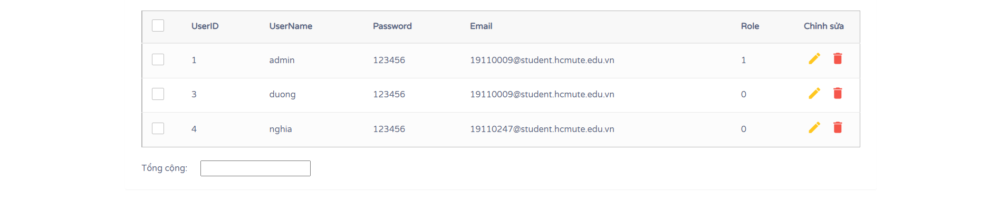 UserID UserName Password Email Role Chỉnh sửa
1 admin 123456 19110009@student.hcmute.edu.vn 1
3 duong 123456 19110009@student.hcmute.edu.vn 0
4 nghia 123456 19110247@student.hcmute.edu.vn 0
Tổng cộng: